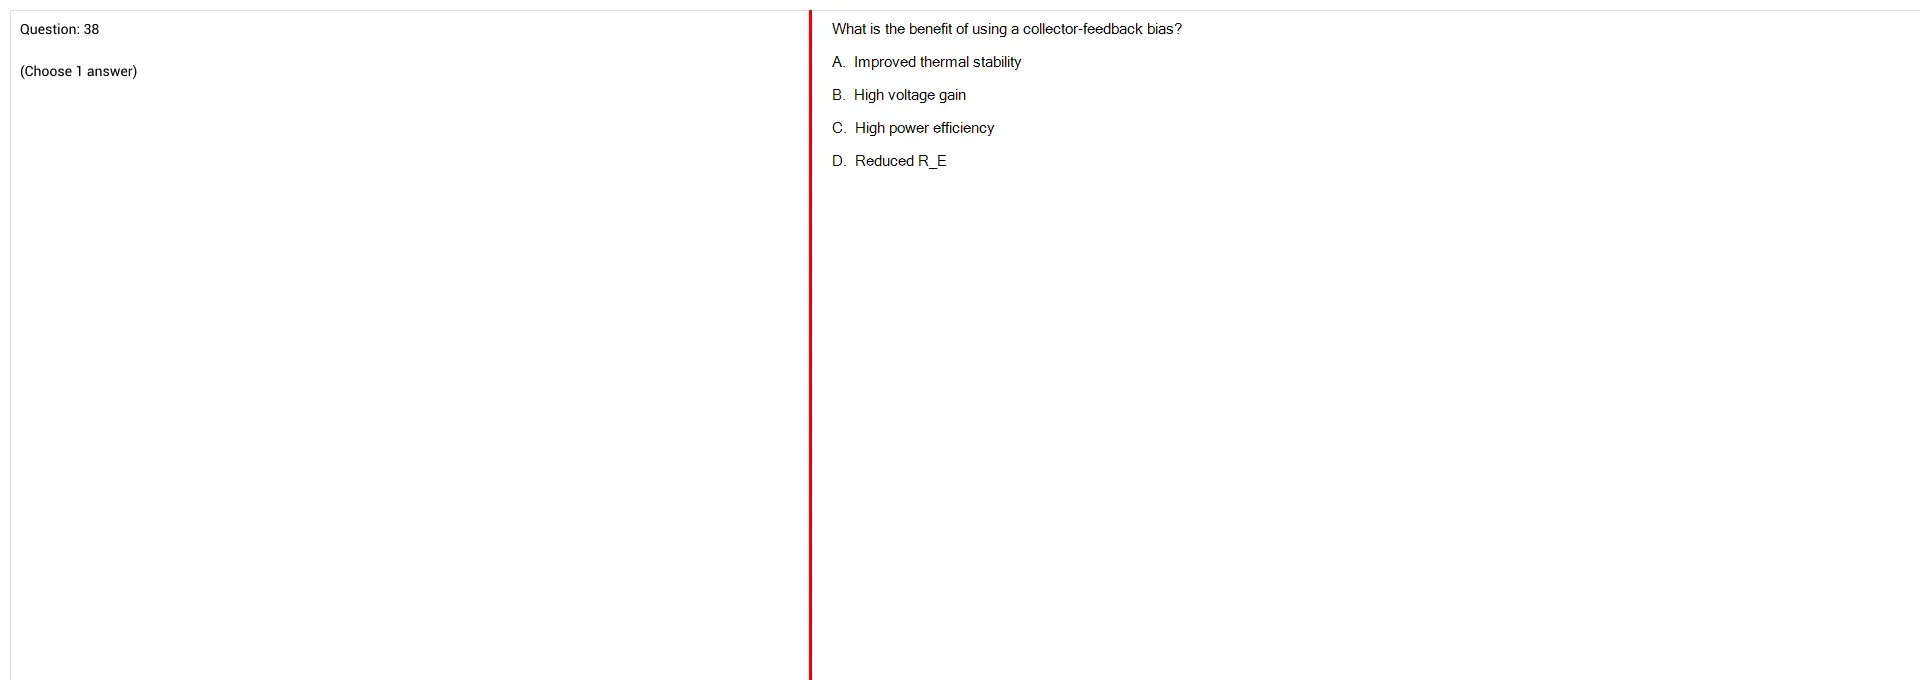 Question: 38
(Choose 1 answer)
What is the benefit of using a collector-feedback bias?
A. Improved thermal stability
B. High voltage gain
C. High power efficiency
D. Reduced R_E